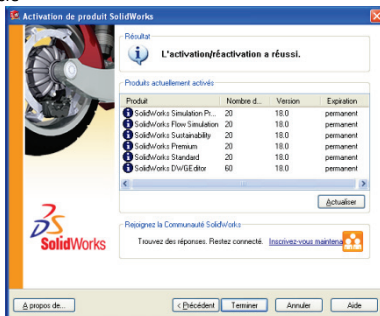 Activation de produit SolidWorks
Résultat
L'activation/réactivation a réussi.
Produits actuellement activés
Produit Nombre d... Version Expiration
SolidWorks Simulation Pr... 20 18.0 permanent
SolidWorks Flow Simulation 20 18.0 permanent
SolidWorks Sustainability 20 18.0 permanent
SolidWorks Premium 20 18.0 permanent
SolidWorks Standard 20 18.0 permanent
SolidWorks DWGEditor 60 18.0 permanent
Actualiser
Rejoignez la Communauté SolidWorks
Trouvez des réponses. Restez connecté. Inscrivez-vous maintena
SolidWorks
A propos de... < Précédent Terminer Annuler Aide